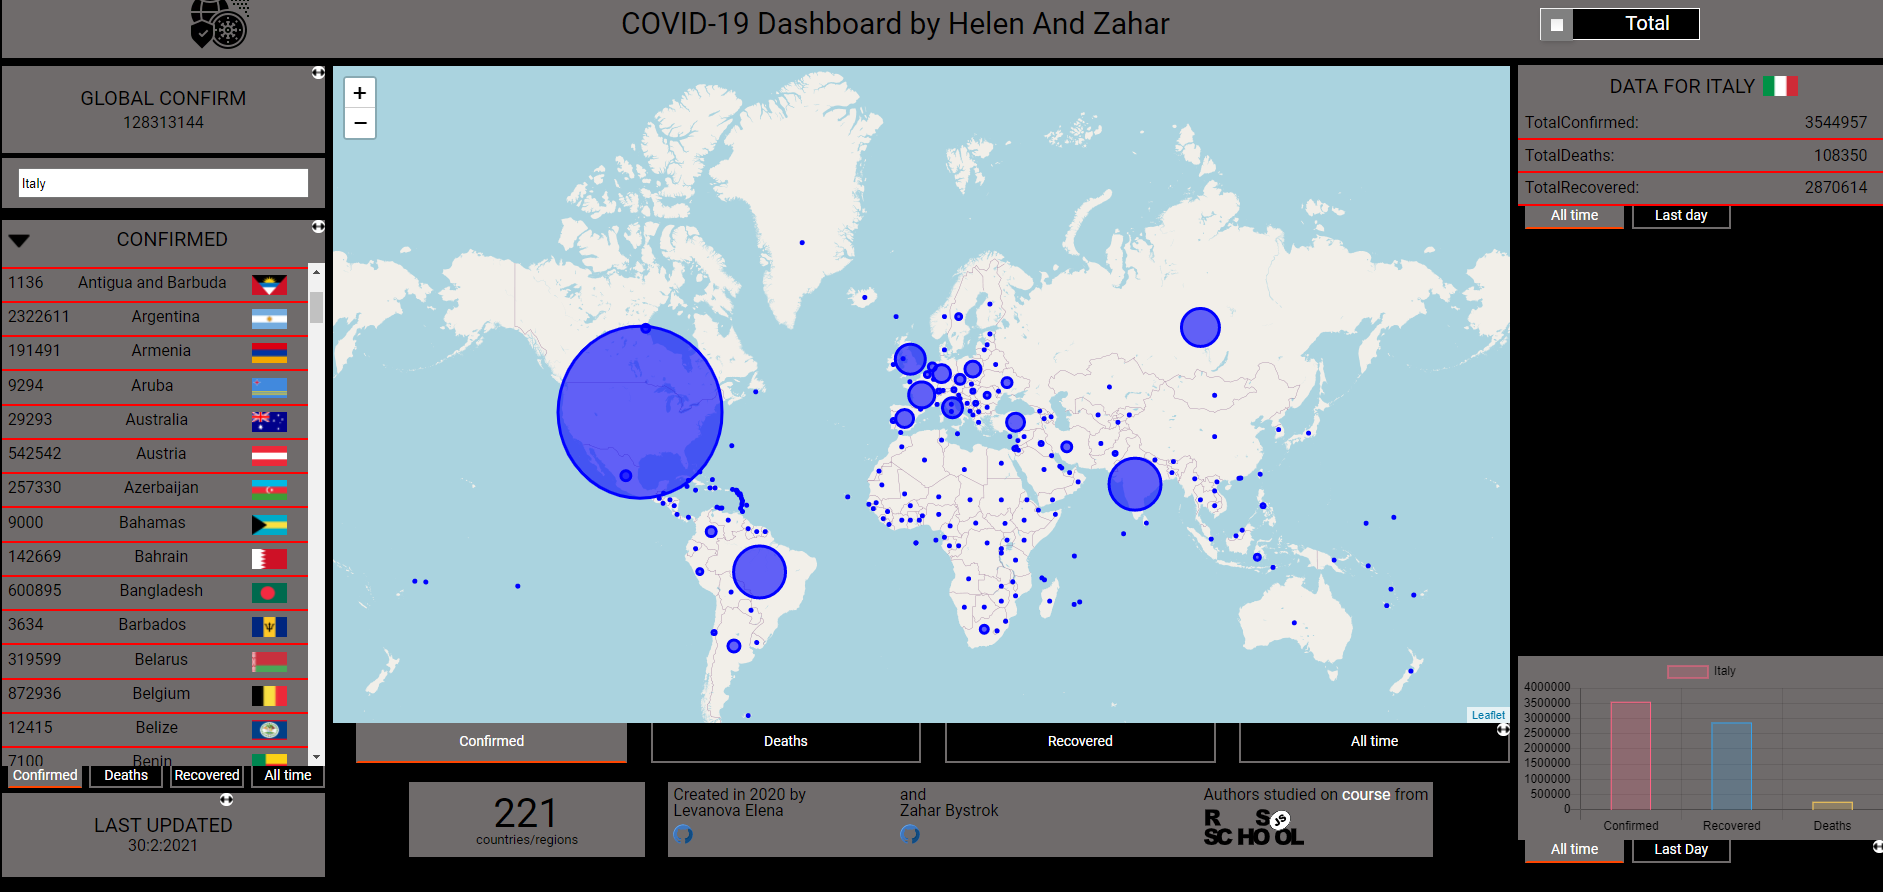 COVID-19 Dashboard by Helen And Zahar
Total
GLOBAL CONFIRM
128313144
Italy
CONFIRMED
1136 Antigua and Barbuda
2322611 Argentina
191491 Armenia
9294 Aruba
29293 Australia
542542 Austria
257330 Azerbaijan
9000 Bahamas
142669 Bahrain
600895 Bangladesh
3634 Barbados
319599 Belarus
872936 Belgium
12415 Belize
7100 Benin
Confirmed Deaths Recovered All time
LAST UPDATED
30:2:2021
+
−
Leaflet
Confirmed Deaths Recovered All time
221
countries/regions
Created in 2020 by
Levanova Elena
and
Zahar Bystrok
Authors studied on course from
R S JS
SCHOOL
DATA FOR ITALY
TotalConfirmed: 3544957
TotalDeaths: 108350
TotalRecovered: 2870614
All time Last day
Italy
4000000
3500000
3000000
2500000
2000000
1500000
1000000
500000
0
Confirmed Recovered Deaths
All time Last Day